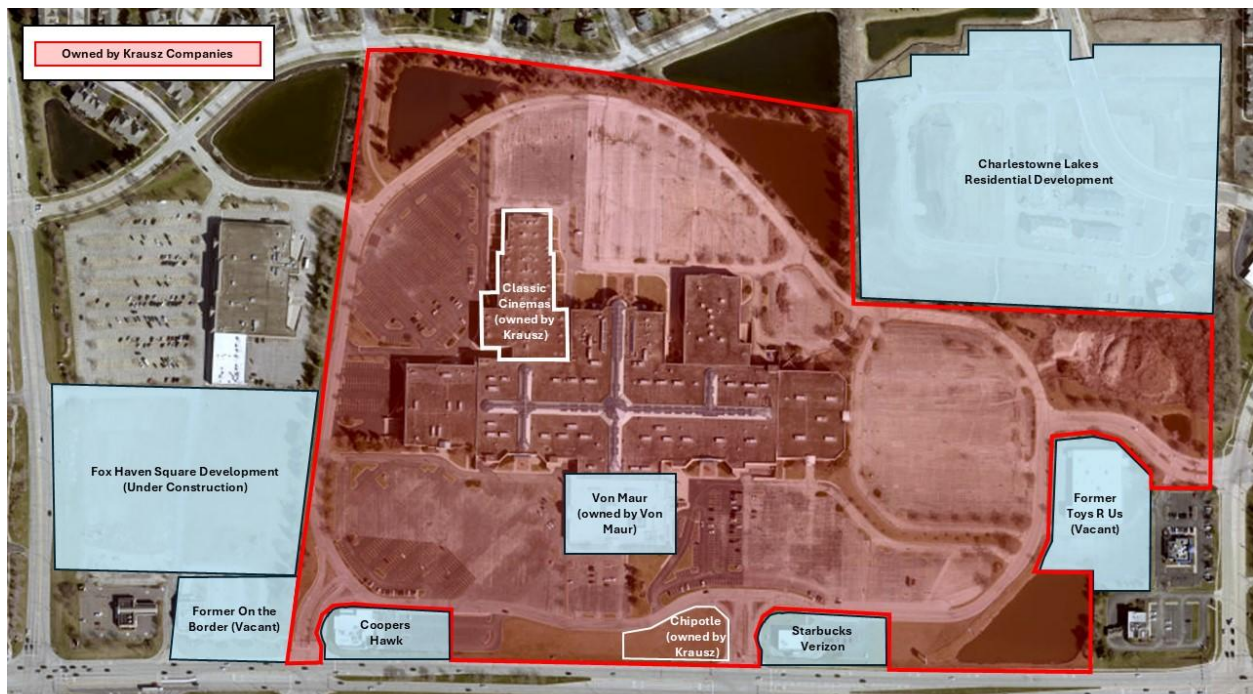 Owned by Krausz Companies
Charlestowne Lakes
Residential Development
Classic
Cinemas
(owned by
Krausz)
Fox Haven Square Development
(Under Construction)
Von Maur
(owned by Von
Maur)
Former
Toys R Us
(Vacant)
Former On the
Border (Vacant)
Coopers
Hawk
Chipotle
(owned by
Krausz)
Starbucks
Verizon